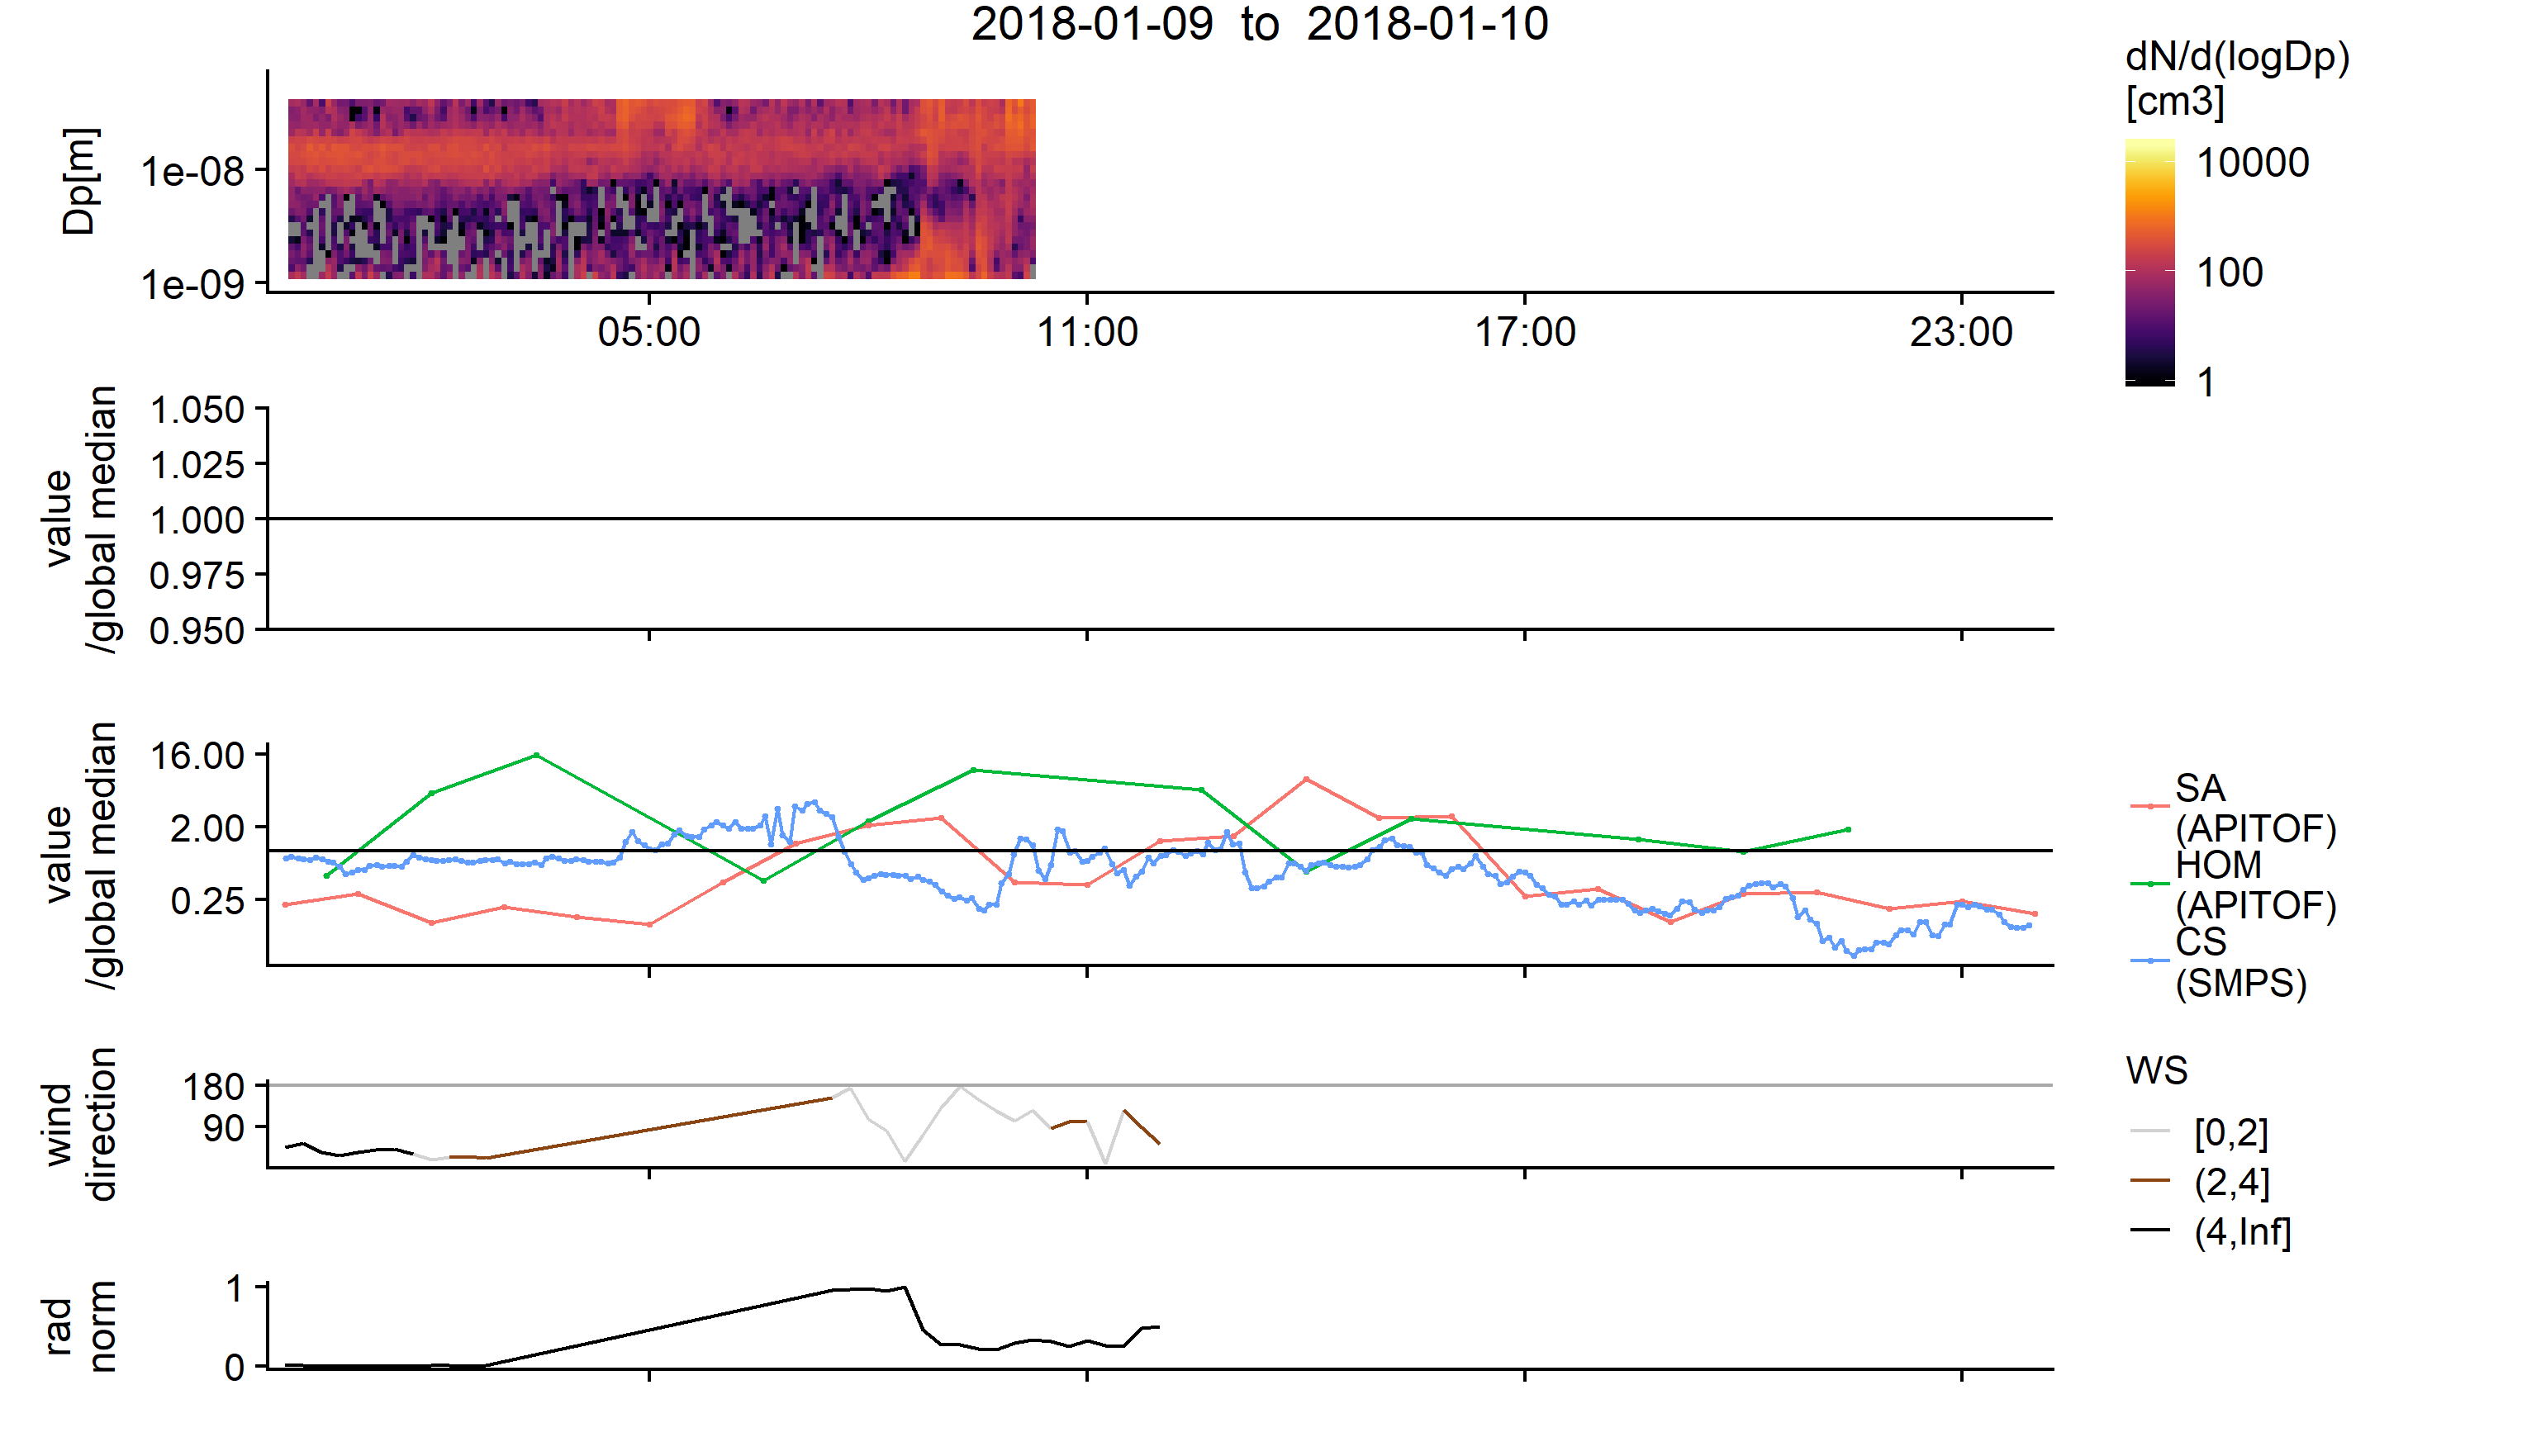 2018-01-09 to 2018-01-10
Dp[m]
1e-08
1e-09
05:00
11:00
17:00
23:00
dN/d(logDp)
[cm3]
10000
100
1
value
/global median
1.050
1.025
1.000
0.975
0.950
value
/global median
16.00
2.00
0.25
SA
(APITOF)
HOM
(APITOF)
CS
(SMPS)
wind
direction
180
90
WS
[0,2]
(2,4]
(4,Inf]
rad
norm
1
0